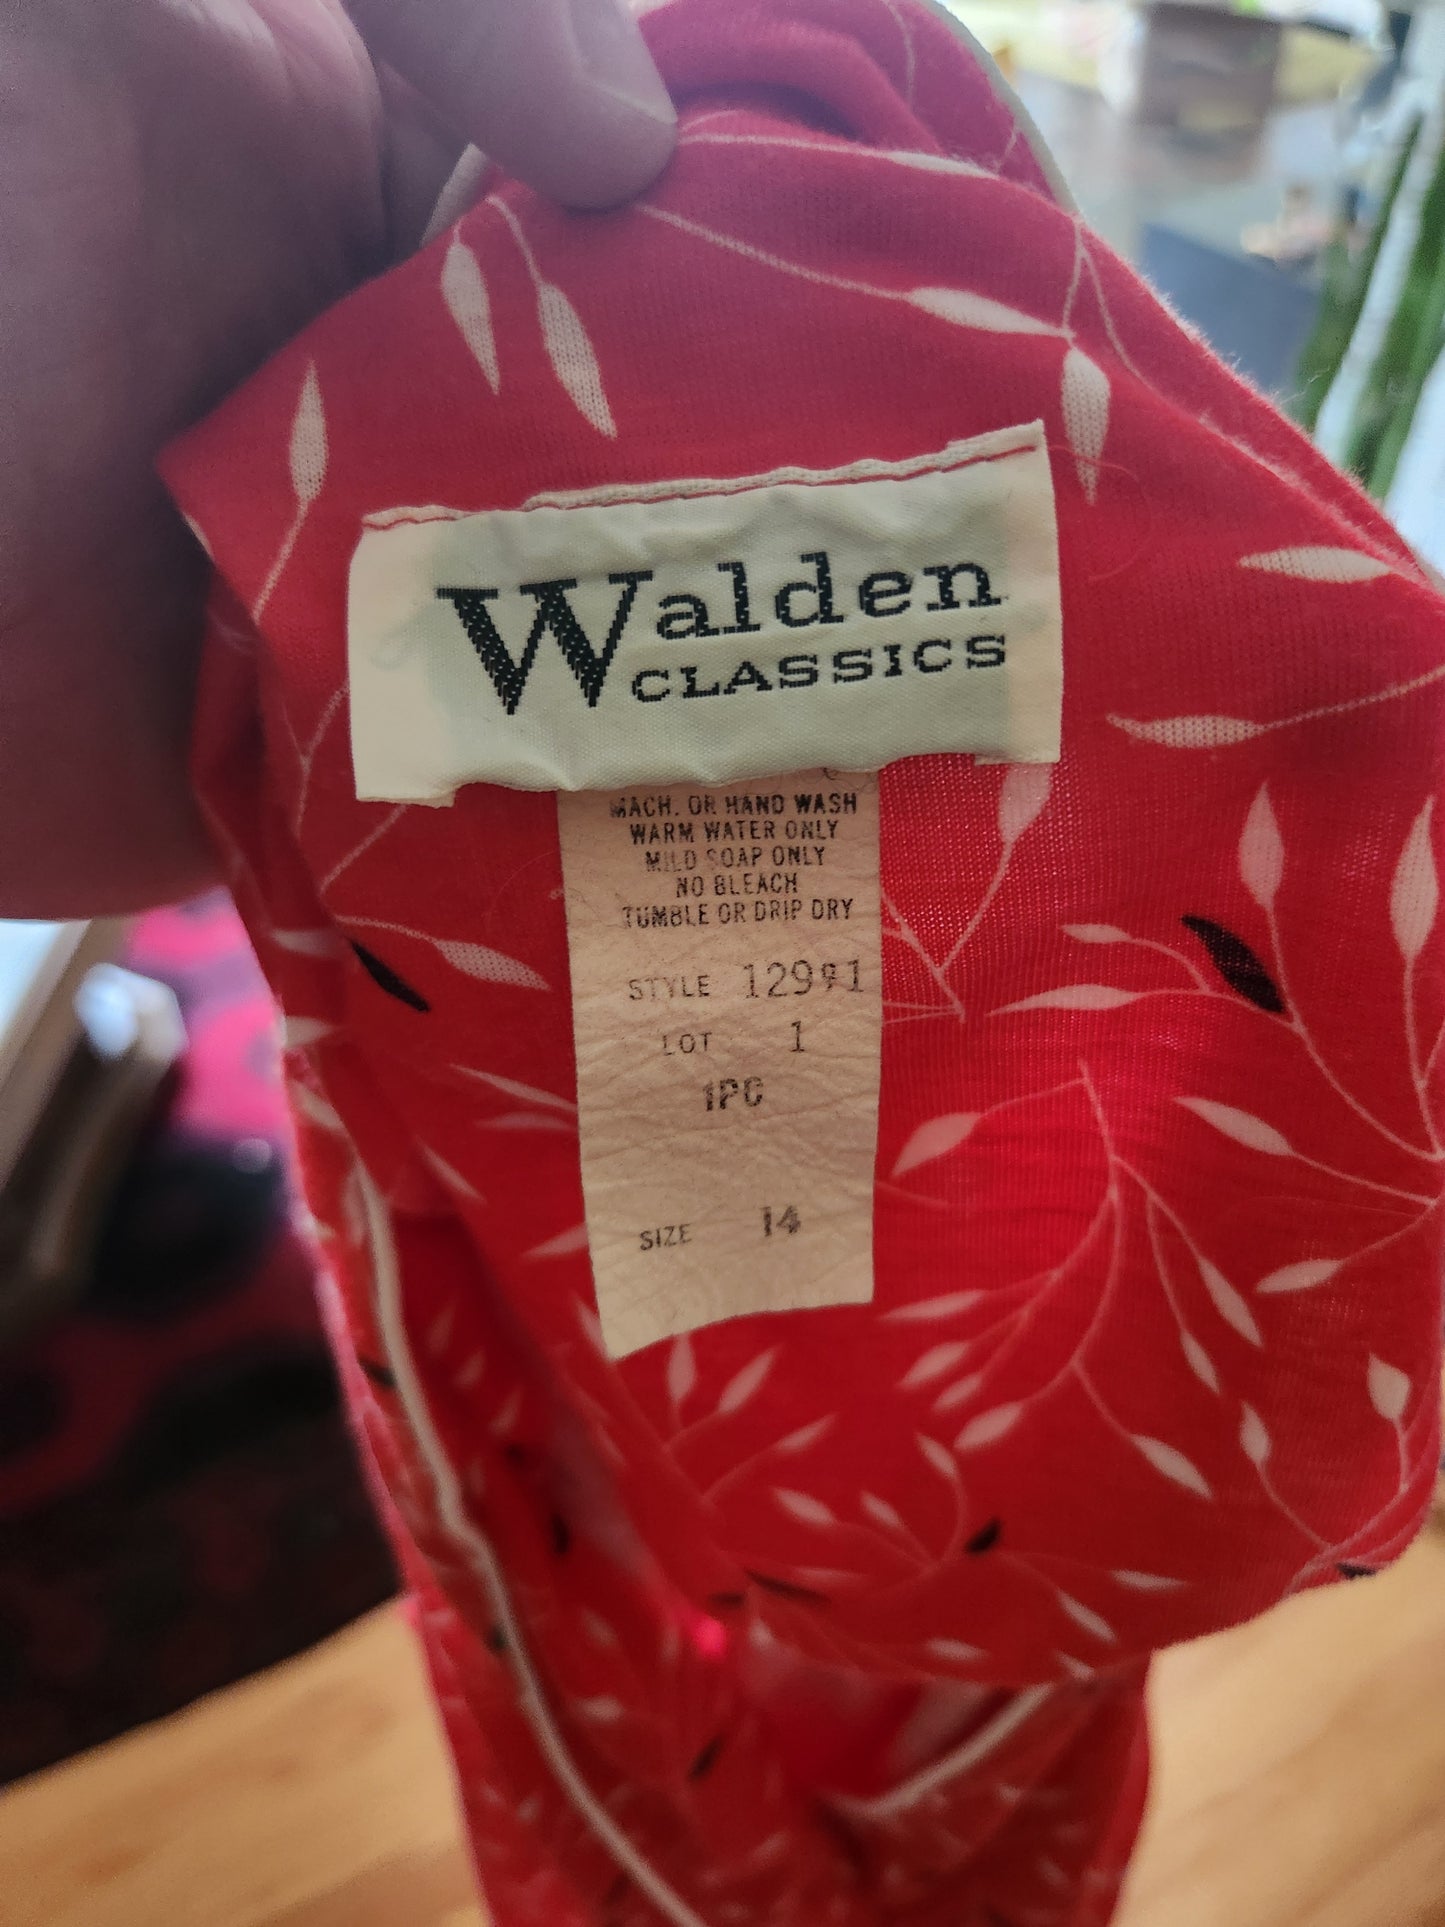 Walden
CLASSICS
MACH. OR HAND WASH
WARM WATER ONLY
MILD SOAP ONLY
NO BLEACH
TUMBLE OR DRIP DRY
STYLE 12991
LOT 1
1PC
SIZE 14